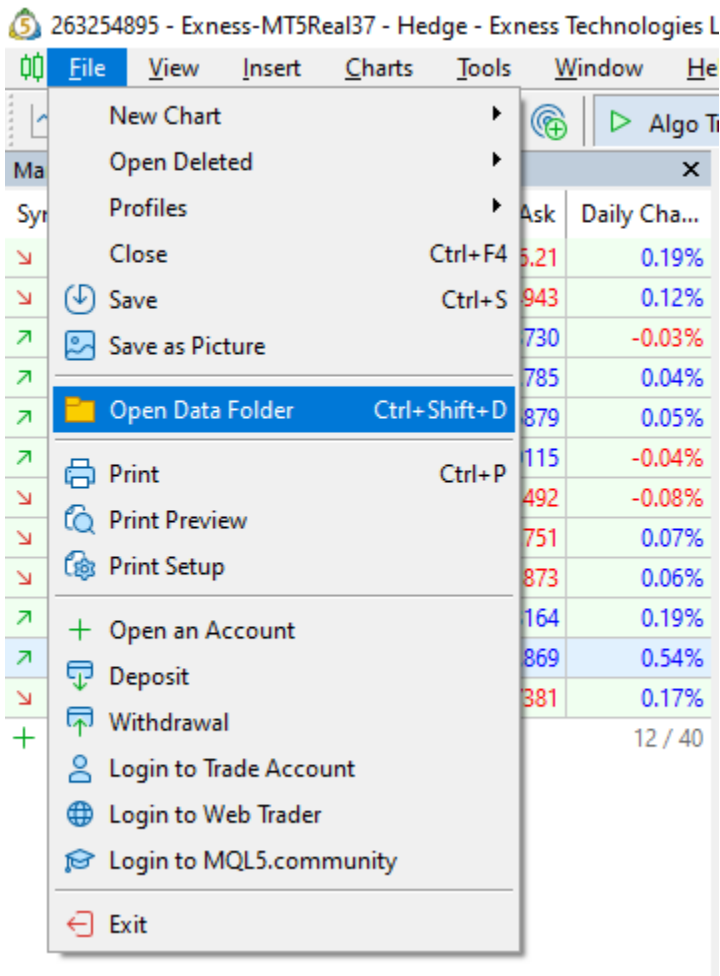 263254895 - Exness-MT5Real37 - Hedge - Exness Technologies L
File View Insert Charts Tools Window He
New Chart
Algo Tr
Open Deleted
Ma
Profiles
Syr Ask Daily Cha...
Close Ctrl+F4 6.21 0.19%
Save Ctrl+S 943 0.12%
Save as Picture 730 -0.03%
785 0.04%
Open Data Folder Ctrl+Shift+D 879 0.05%
Print Ctrl+P 115 -0.04%
492 -0.08%
Print Preview
751 0.07%
Print Setup 873 0.06%
164 0.19%
Open an Account
869 0.54%
Deposit
381 0.17%
Withdrawal
12 / 40
Login to Trade Account
Login to Web Trader
Login to MQL5.community
Exit